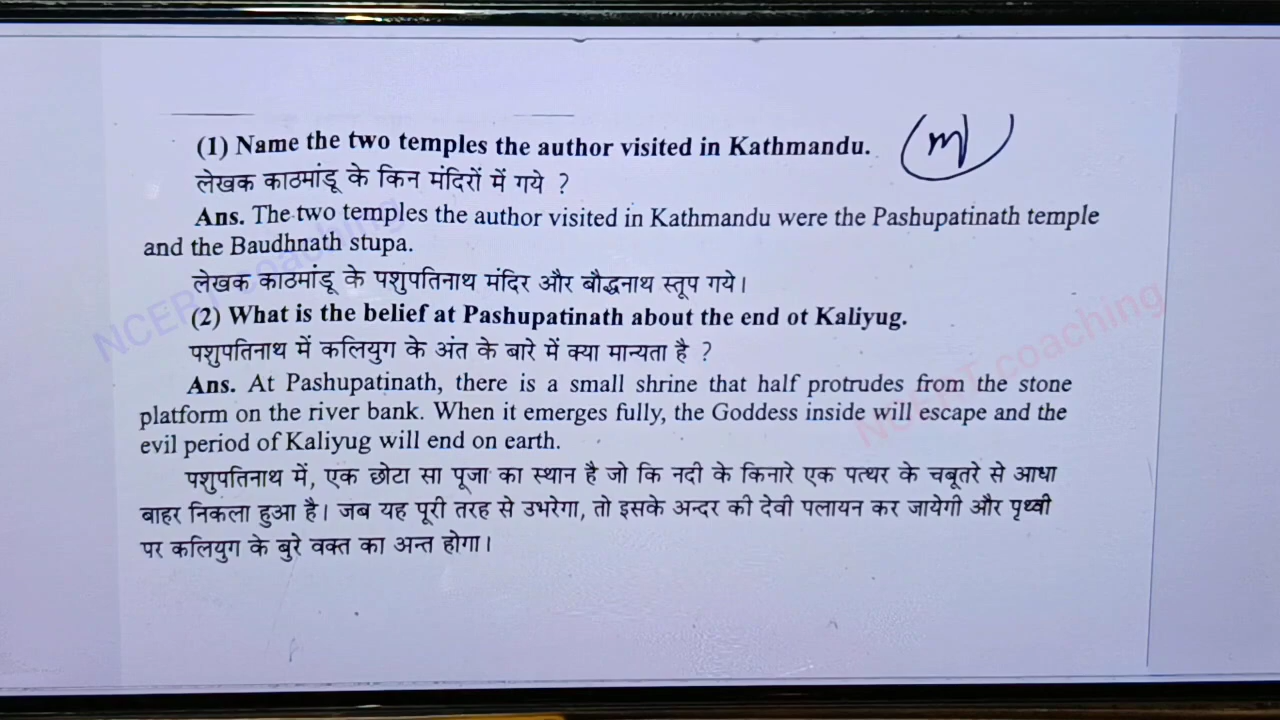 (1) Name the two temples the author visited in Kathmandu.
m
लेखक काठमांडू के किन मंदिरों में गये ?
Ans. The two temples the author visited in Kathmandu were the Pashupatinath temple
and the Baudhnath stupa.
लेखक काठमांडू के पशुपतिनाथ मंदिर और बौद्धनाथ स्तूप गये।
(2) What is the belief at Pashupatinath about the end ot Kaliyug.
पशुपतिनाथ में कलियुग के अंत के बारे में क्या मान्यता है ?
Ans. At Pashupatinath, there is a small shrine that half protrudes from the stone
platform on the river bank. When it emerges fully, the Goddess inside will escape and the
evil period of Kaliyug will end on earth.
पशुपतिनाथ में, एक छोटा सा पूजा का स्थान है जो कि नदी के किनारे एक पत्थर के चबूतरे से आधा
बाहर निकला हुआ है। जब यह पूरी तरह से उभरेगा, तो इसके अन्दर की देवी पलायन कर जायेगी और पृथ्वी
पर कलियुग के बुरे वक्त का अन्त होगा।
NCERT coaching
NCERT coaching